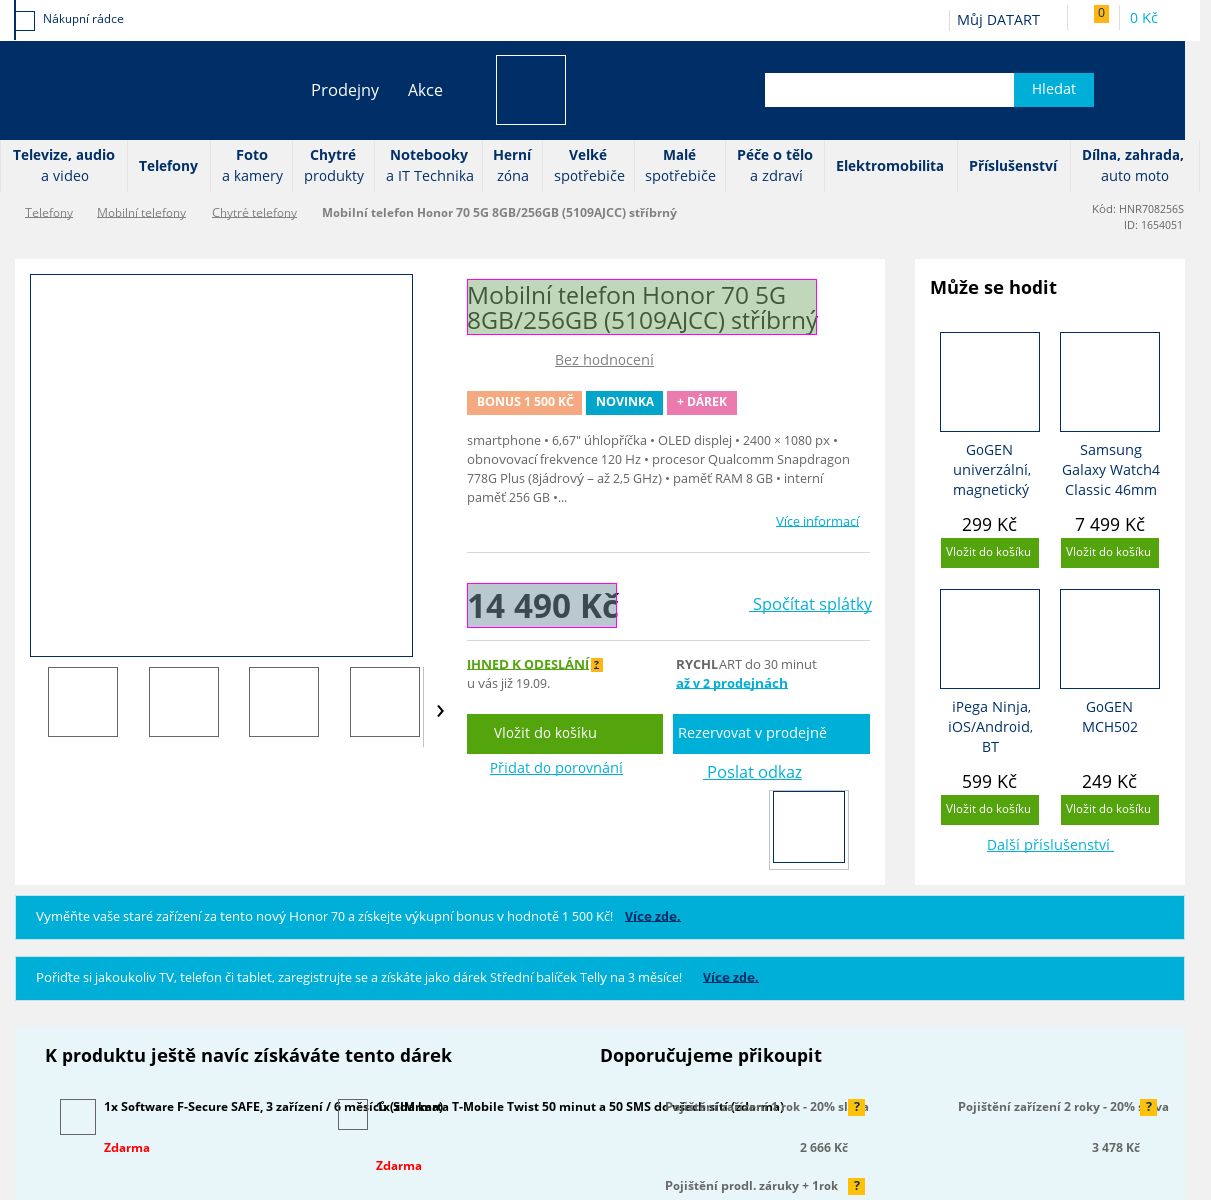 Nákupní rádce
Můj DATART
0
0 Kč
Prodejny
Akce
Hledat
Televize, audio
a video
Telefony
Foto
a kamery
Chytré
produkty
Notebooky
a IT Technika
Herní
zóna
Velké
spotřebiče
Malé
spotřebiče
Péče o tělo
a zdraví
Elektromobilita
Příslušenství
Dílna, zahrada,
auto moto
Telefony
Mobilní telefony
Chytré telefony
Mobilní telefon Honor 70 5G 8GB/256GB (5109AJCC) stříbrný
Kód: HNR708256S
ID: 1654051
Mobilní telefon Honor 70 5G
8GB/256GB (5109AJCC) stříbrný
Bez hodnocení
BONUS 1 500 KČ
NOVINKA
+ DÁREK
smartphone • 6,67" úhlopříčka • OLED displej • 2400 × 1080 px •
obnovovací frekvence 120 Hz • procesor Qualcomm Snapdragon
778G Plus (8jádrový – až 2,5 GHz) • paměť RAM 8 GB • interní
paměť 256 GB •...
Více informací
14 490 Kč
Spočítat splátky
IHNED K ODESLÁNÍ ?
u vás již 19.09.
RYCHLART do 30 minut
až v 2 prodejnách
Vložit do košíku
Rezervovat v prodejně
Přidat do porovnání
Poslat odkaz
Může se hodit
GoGEN
univerzální,
magnetický
299 Kč
Vložit do košíku
Samsung
Galaxy Watch4
Classic 46mm
7 499 Kč
Vložit do košíku
iPega Ninja,
iOS/Android,
BT
599 Kč
Vložit do košíku
GoGEN
MCH502
249 Kč
Vložit do košíku
Další příslušenství
Vyměňte vaše staré zařízení za tento nový Honor 70 a získejte výkupní bonus v hodnotě 1 500 Kč! Více zde.
Pořiďte si jakoukoliv TV, telefon či tablet, zaregistrujte se a získáte jako dárek Střední balíček Telly na 3 měsíce! Více zde.
K produktu ještě navíc získáváte tento dárek
1x Software F-Secure SAFE, 3 zařízení / 6 měsíců (zdarma)
Zdarma
1x SIM karta T-Mobile Twist 50 minut a 50 SMS do všech sítí (zdarma)
Zdarma
Doporučujeme přikoupit
Pojištění zařízení 1 rok - 20% sleva
?
2 666 Kč
Pojištění zařízení 2 roky - 20% sleva
?
3 478 Kč
Pojištění prodl. záruky + 1rok
?